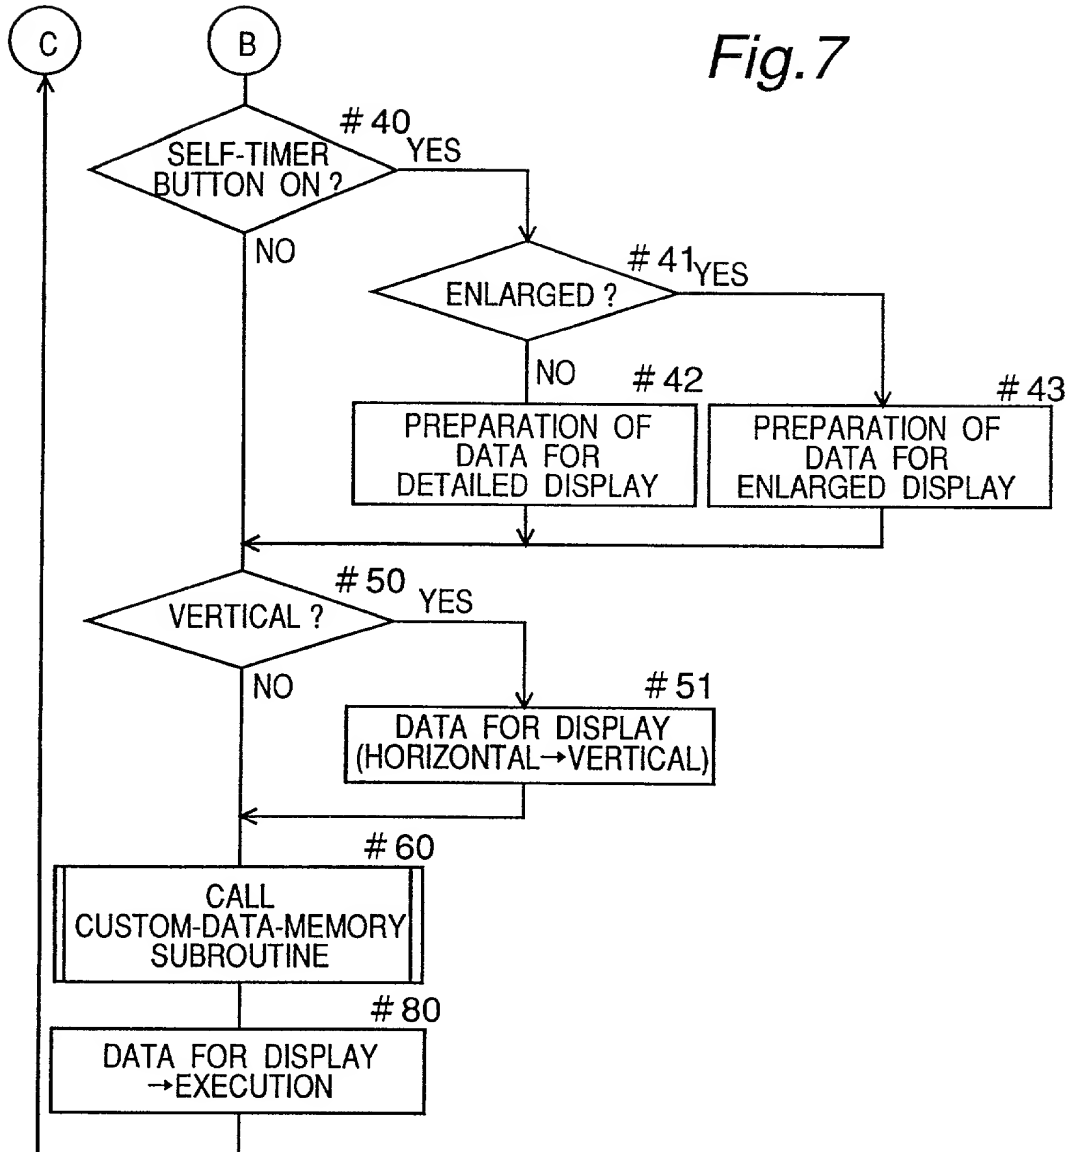 C
B
Fig.7
# 40
SELF-TIMER
BUTTON ON ?
YES
NO
# 41
ENLARGED ?
YES
NO
# 42
PREPARATION OF
DATA FOR
DETAILED DISPLAY
# 43
PREPARATION OF
DATA FOR
ENLARGED DISPLAY
# 50
VERTICAL ?
YES
NO
# 51
DATA FOR DISPLAY
(HORIZONTAL→VERTICAL)
# 60
CALL
CUSTOM-DATA-MEMORY
SUBROUTINE
# 80
DATA FOR DISPLAY
→EXECUTION